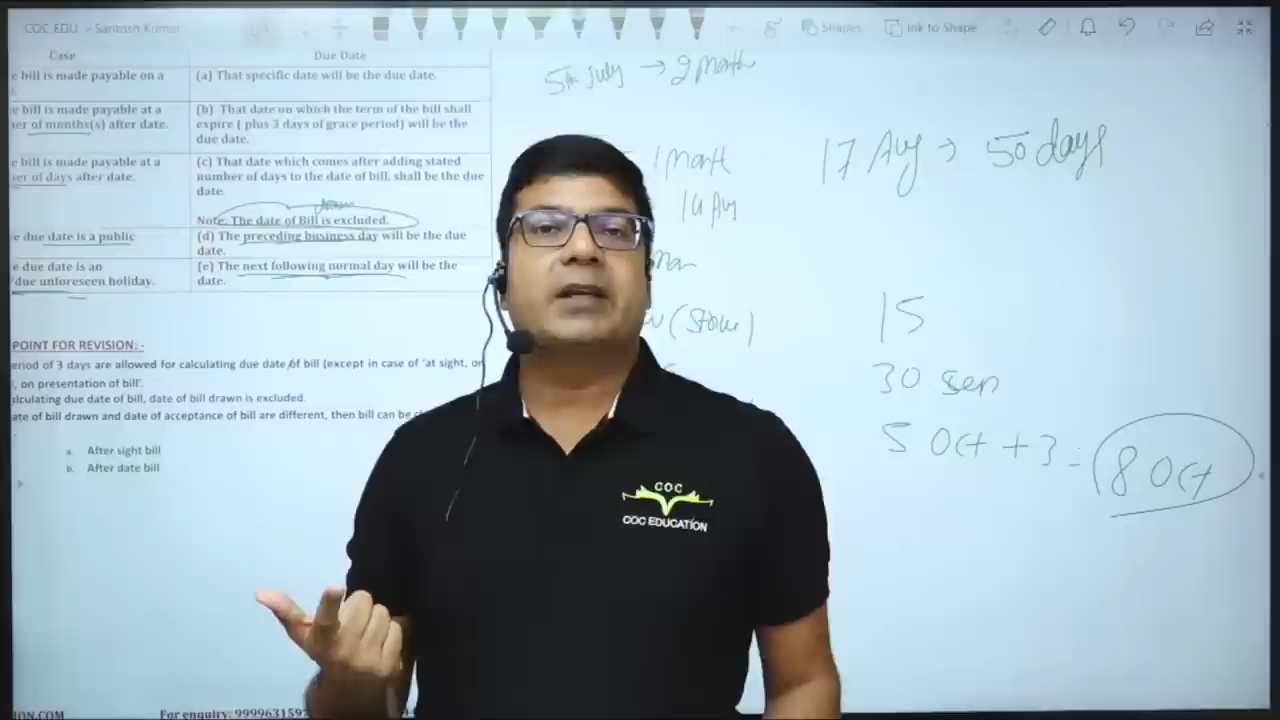 COC EDU. - Santosh Kumar
Shapes
Ink to Shape
Case
Due Date
e bill is made payable on a
(a) That specific date will be the due date.
e bill is made payable at a
er of months(s) after date.
(b) That date on which the term of the bill shall
expire ( plus 3 days of grace period) will be the
due date.
e bill is made payable at a
er of days after date.
(c) That date which comes after adding stated
number of days to the date of bill, shall be the due
date.
Note: The date of Bill is excluded.
e due date is a public
(d) The preceding business day will be the due
date.
e due date is an
/due unforeseen holiday.
(e) The next following normal day will be the
date.
POINT FOR REVISION: -
eriod of 3 days are allowed for calculating due date of bill (except in case of 'at sight, or
l, on presentation of bill'.
alculating due date of bill, date of bill drawn is excluded.
ate of bill drawn and date of acceptance of bill are different, then bill can be
a. After sight bill
b. After date bill
ION.COM
For enquiry: 999963159
5th July → 2 Month
1 Month
14 Aug
17 Aug → 50 days
15
30 sep
5 Oct + 3 = 8 Oct
COC
COC EDUCATION